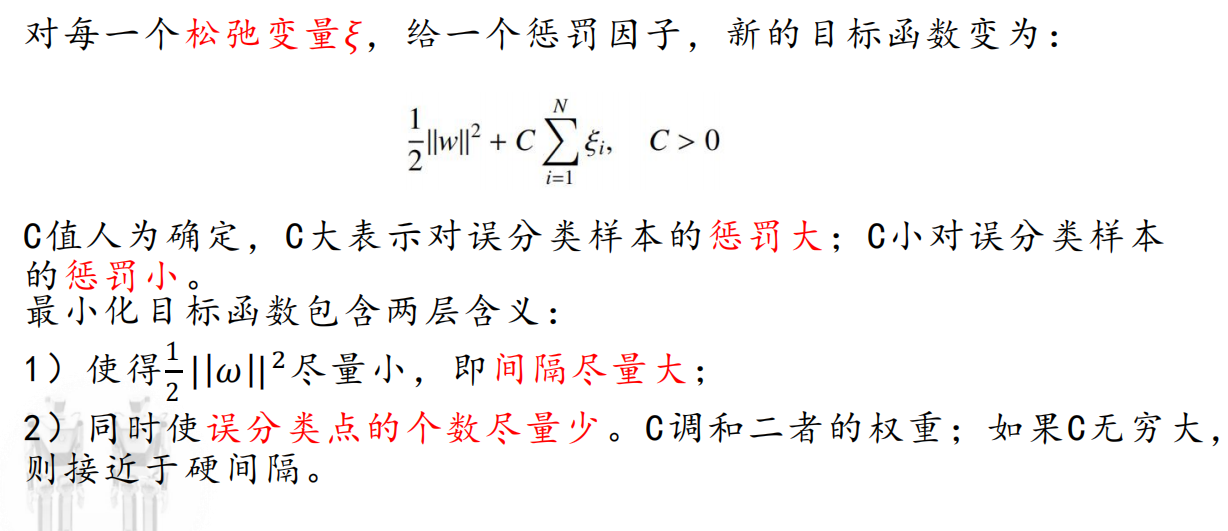 对每一个松弛变量ξ，给一个惩罚因子，新的目标函数变为：
$\frac{1}{2}||w||^2 + C\sum_{i=1}^{N}\xi_i, \quad C > 0$
C值人为确定，C大表示对误分类样本的惩罚大；C小对误分类样本
的惩罚小。
最小化目标函数包含两层含义：
1）使得$\frac{1}{2}||\omega||^2$尽量小，即间隔尽量大；
2）同时使误分类点的个数尽量少。C调和二者的权重；如果C无穷大，
则接近于硬间隔。